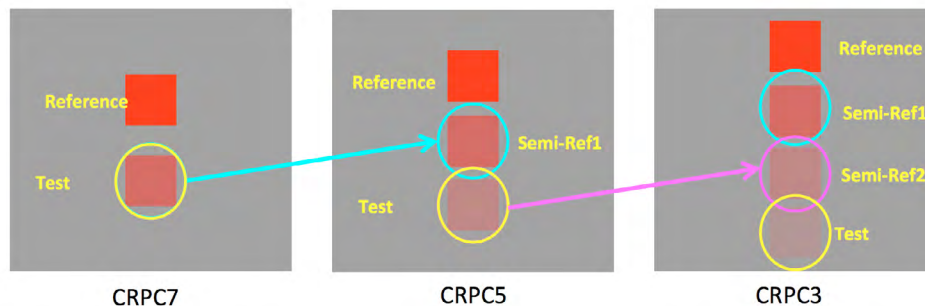 Reference
Test
CRPC7
Reference
Semi-Ref1
Test
CRPC5
Reference
Semi-Ref1
Semi-Ref2
Test
CRPC3